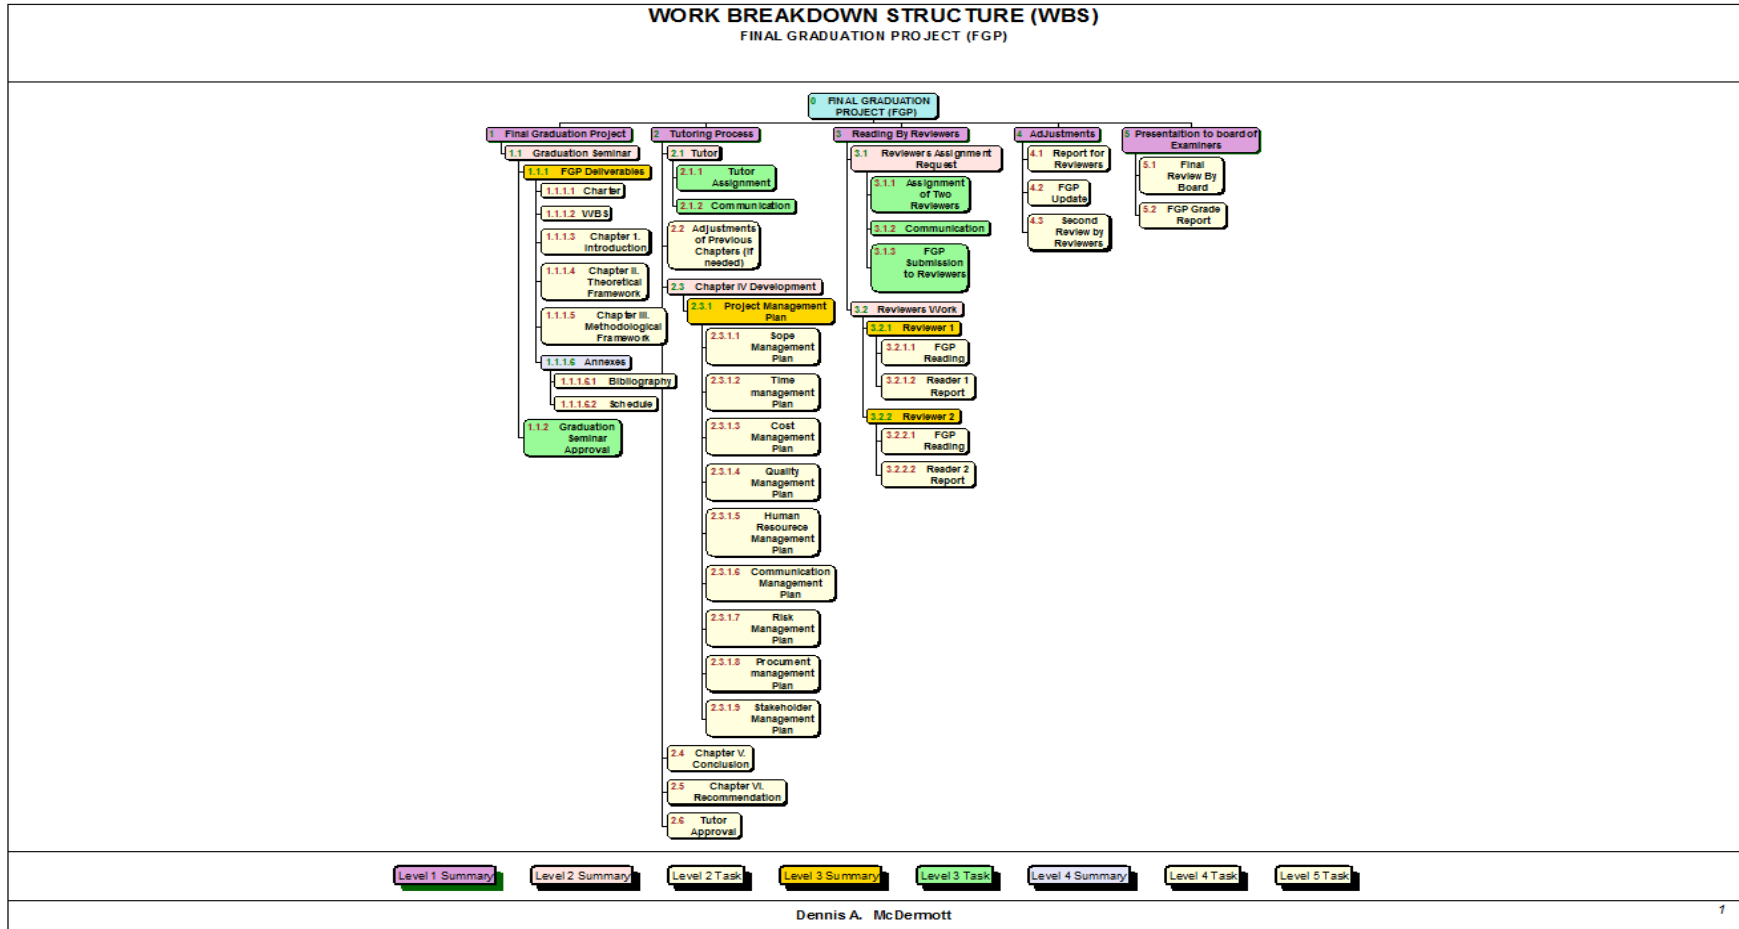 WORK BREAKDOWN STRUCTURE (WBS)
FINAL GRADUATION PROJECT (FGP)
0 FINAL GRADUATION
PROJECT (FGP)
1 Final Graduation Project
1.1 Graduation Seminar
1.1.1 FGP Deliverables
1.1.1.1 Charter
1.1.1.2 WBS
1.1.1.3 Chapter 1.
Introduction
1.1.1.4 Chapter II.
Theoretical
Framework
1.1.1.5 Chapter III.
Methodological
Framework
1.1.1.6 Annexes
1.1.1.6.1 Bibliography
1.1.1.6.2 Schedule
1.1.2 Graduation
Seminar
Approval
2 Tutoring Process
2.1 Tutor
2.1.1 Tutor
Assignment
2.1.2 Communication
2.2 Adjustments
of Previous
Chapters (if
needed)
2.3 Chapter IV Development
2.3.1 Project Management
Plan
2.3.1.1 Sope
Management
Plan
2.3.1.2 Time
management
Plan
2.3.1.3 Cost
Management
Plan
2.3.1.4 Quality
Management
Plan
2.3.1.5 Human
Resourece
Management
Plan
2.3.1.6 Communication
Management
Plan
2.3.1.7 Risk
Management
Plan
2.3.1.8 Procument
management
Plan
2.3.1.9 Stakeholder
Management
Plan
2.4 Chapter V.
Conclusion
2.5 Chapter VI.
Recommendation
2.6 Tutor
Approval
3 Reading By Reviewers
3.1 Reviewers Assignment
Request
3.1.1 Assignment
of Two
Reviewers
3.1.2 Communication
3.1.3 FGP
Submission
to Reviewers
3.2 Reviewers Work
3.2.1 Reviewer 1
3.2.1.1 FGP
Reading
3.2.1.2 Reader 1
Report
3.2.2 Reviewer 2
3.2.2.1 FGP
Reading
3.2.2.2 Reader 2
Report
4 AdJustments
4.1 Report for
Reviewers
4.2 FGP
Update
4.3 Second
Review by
Reviewers
5 Presentaltion to board of
Examiners
5.1 Final
Review By
Board
5.2 FGP Grade
Report
Level 1 Summary
Level 2 Summary
Level 2 Task
Level 3 Summary
Level 3 Task
Level 4 Summary
Level 4 Task
Level 5 Task
Dennis A. McDermott
1